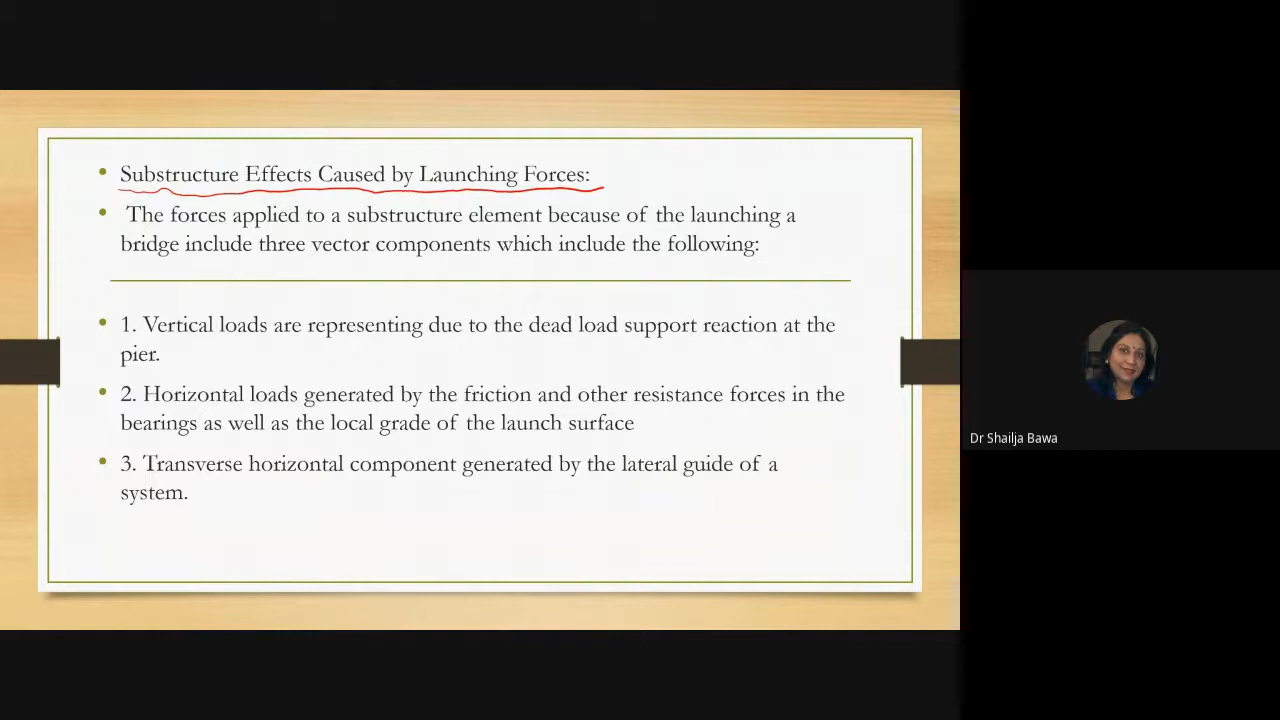 • Substructure Effects Caused by Launching Forces:
• The forces applied to a substructure element because of the launching a
bridge include three vector components which include the following:
• 1. Vertical loads are representing due to the dead load support reaction at the
pier.
• 2. Horizontal loads generated by the friction and other resistance forces in the
bearings as well as the local grade of the launch surface
• 3. Transverse horizontal component generated by the lateral guide of a
system.
Dr Shailja Bawa